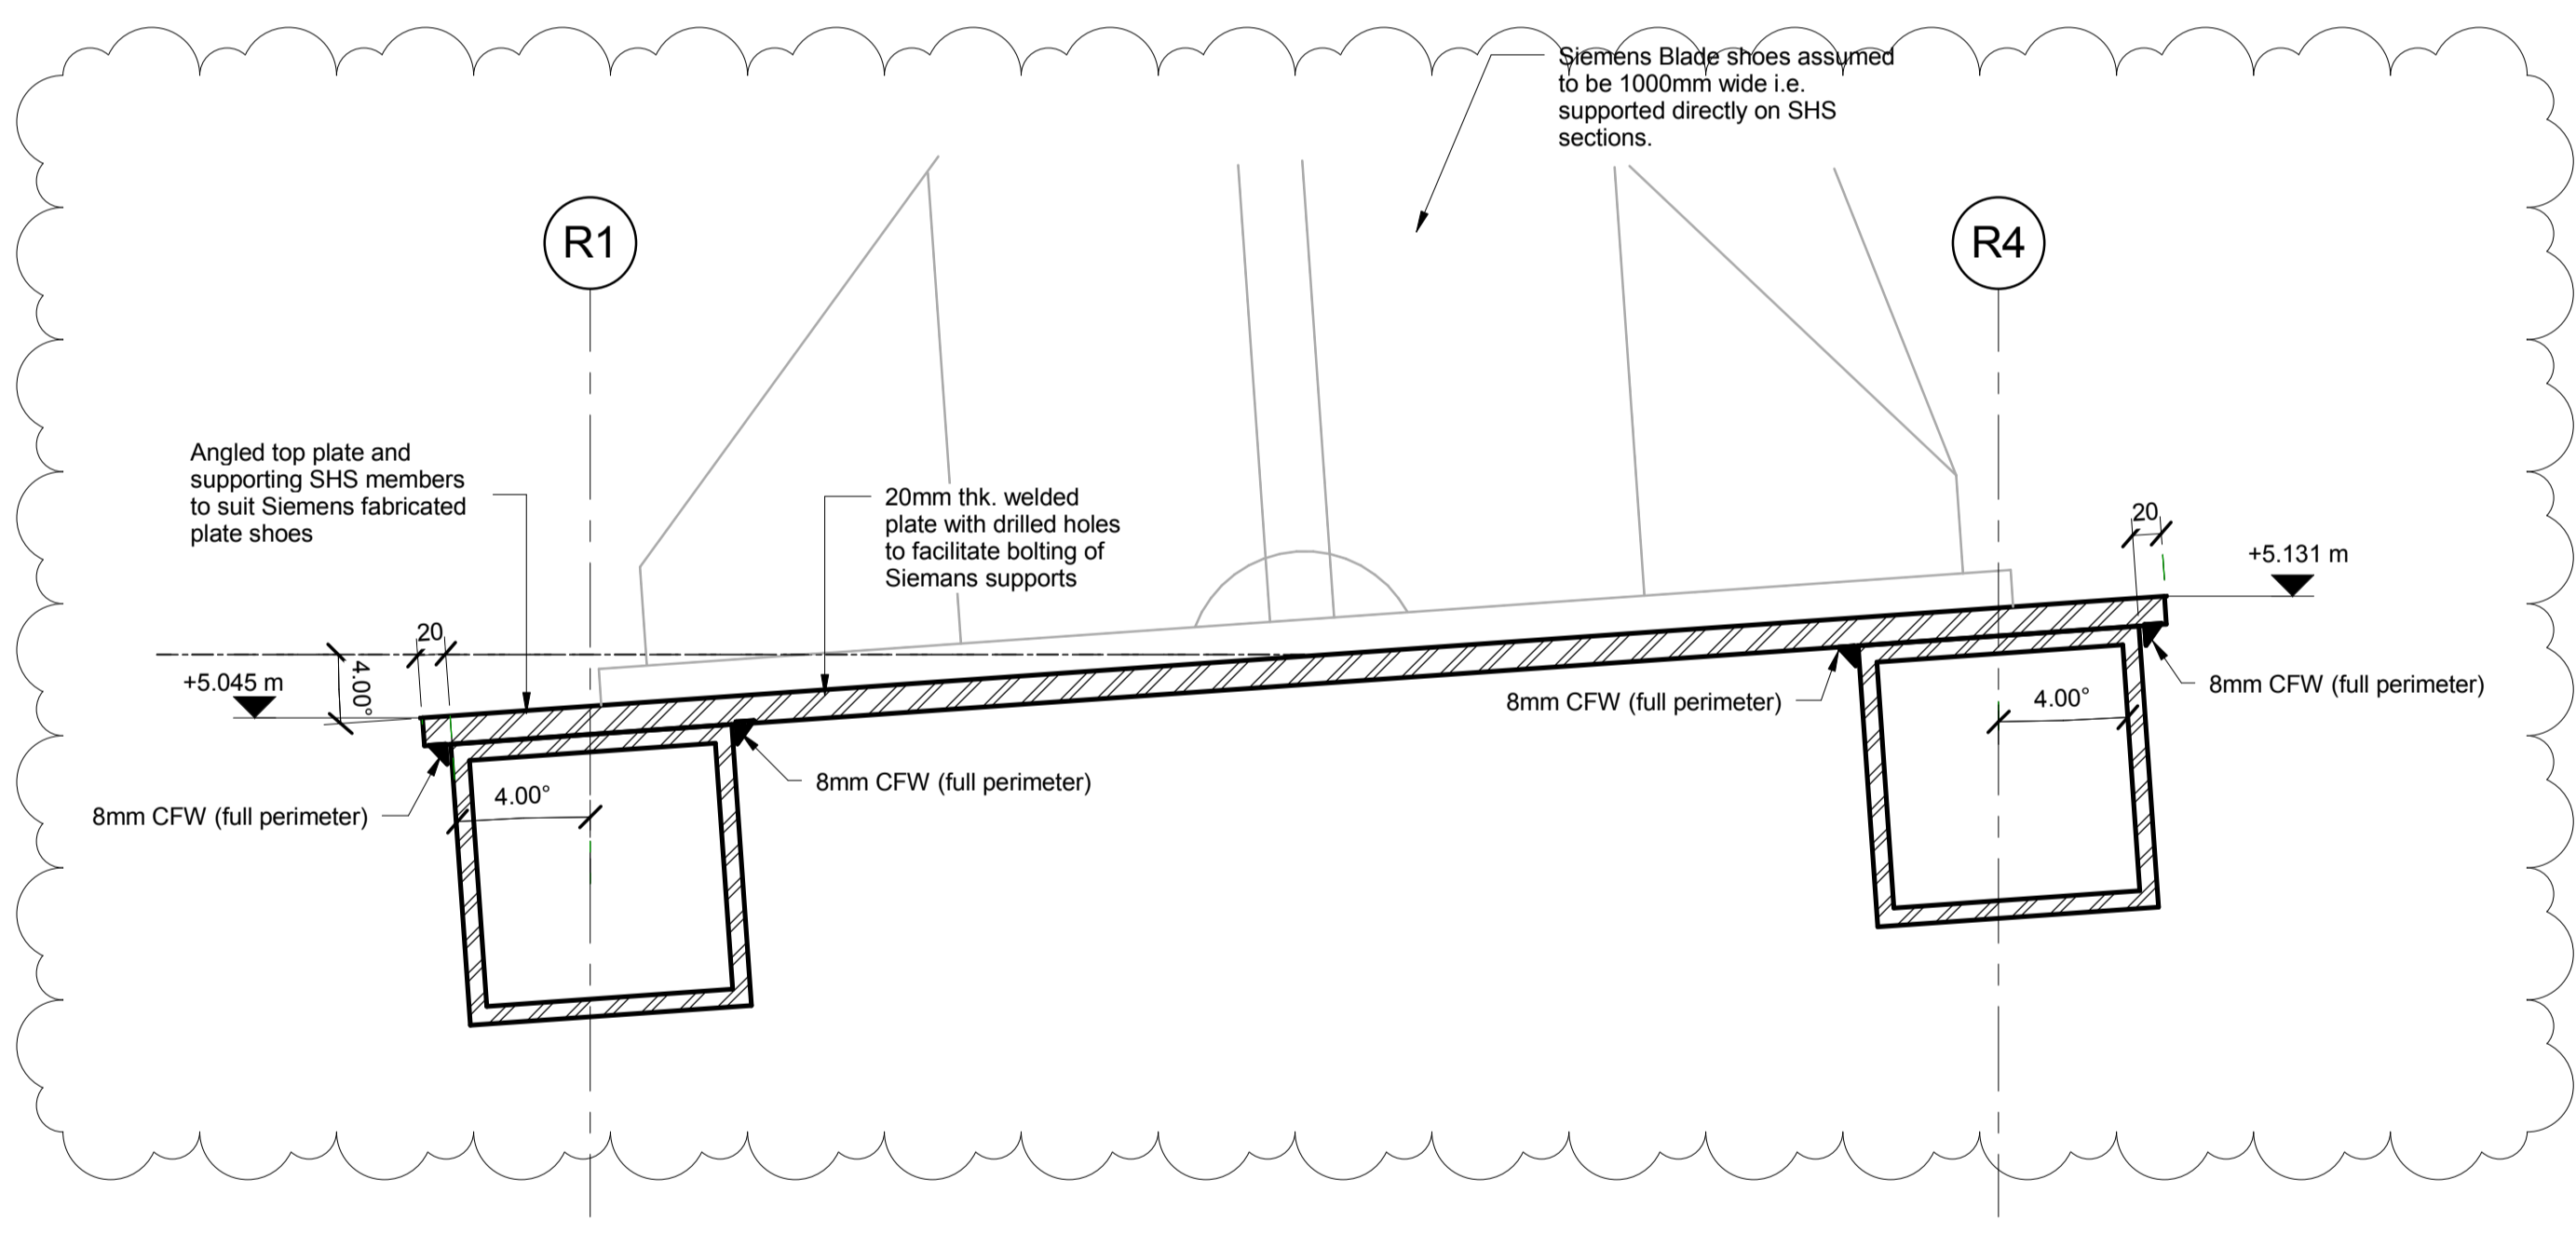 Siemens Blade shoes assumed
to be 1000mm wide i.e.
supported directly on SHS
sections.
R1
R4
Angled top plate and
supporting SHS members
to suit Siemens fabricated
plate shoes
20mm thk. welded
plate with drilled holes
to facilitate bolting of
Siemans supports
20
+5.131 m
20
4.00°
+5.045 m
8mm CFW (full perimeter)
8mm CFW (full perimeter)
4.00°
8mm CFW (full perimeter)
4.00°
8mm CFW (full perimeter)